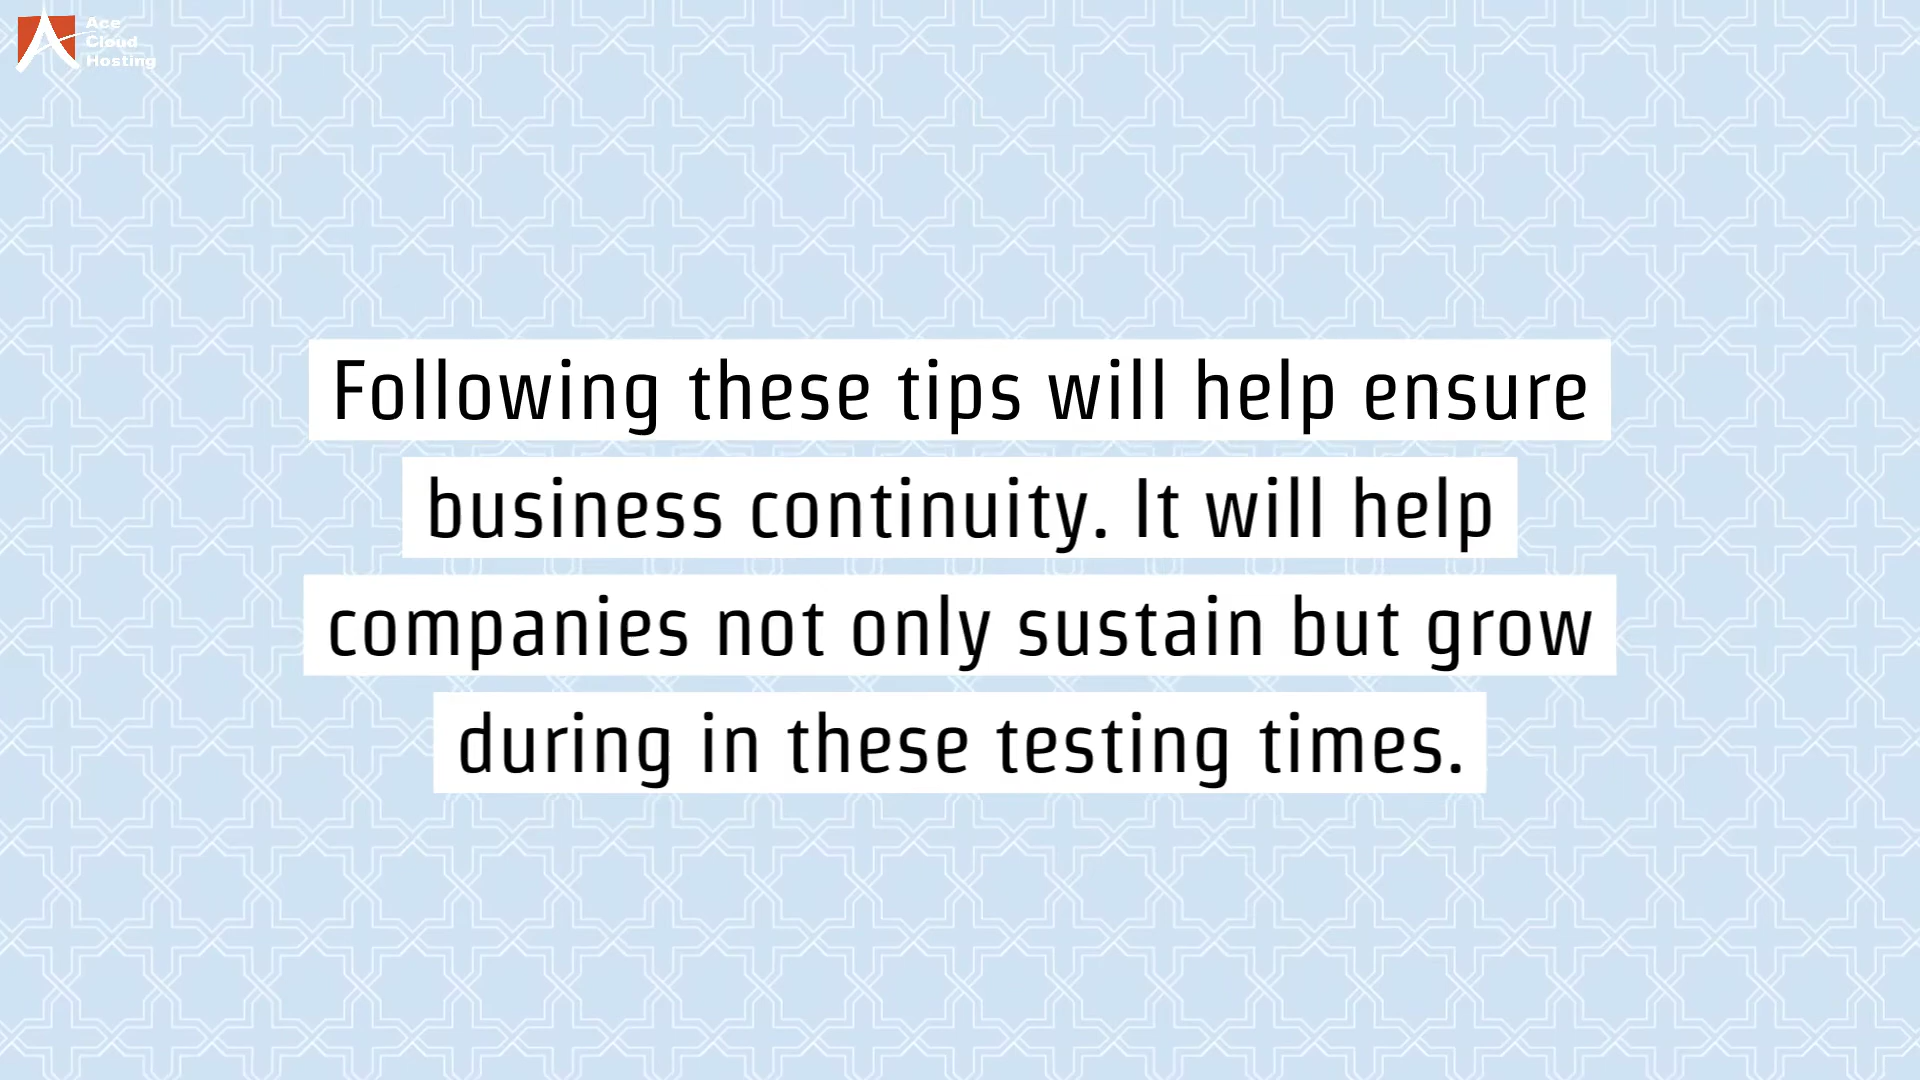 Ace
Cloud
Hosting
Following these tips will help ensure
business continuity. It will help
companies not only sustain but grow
during in these testing times.